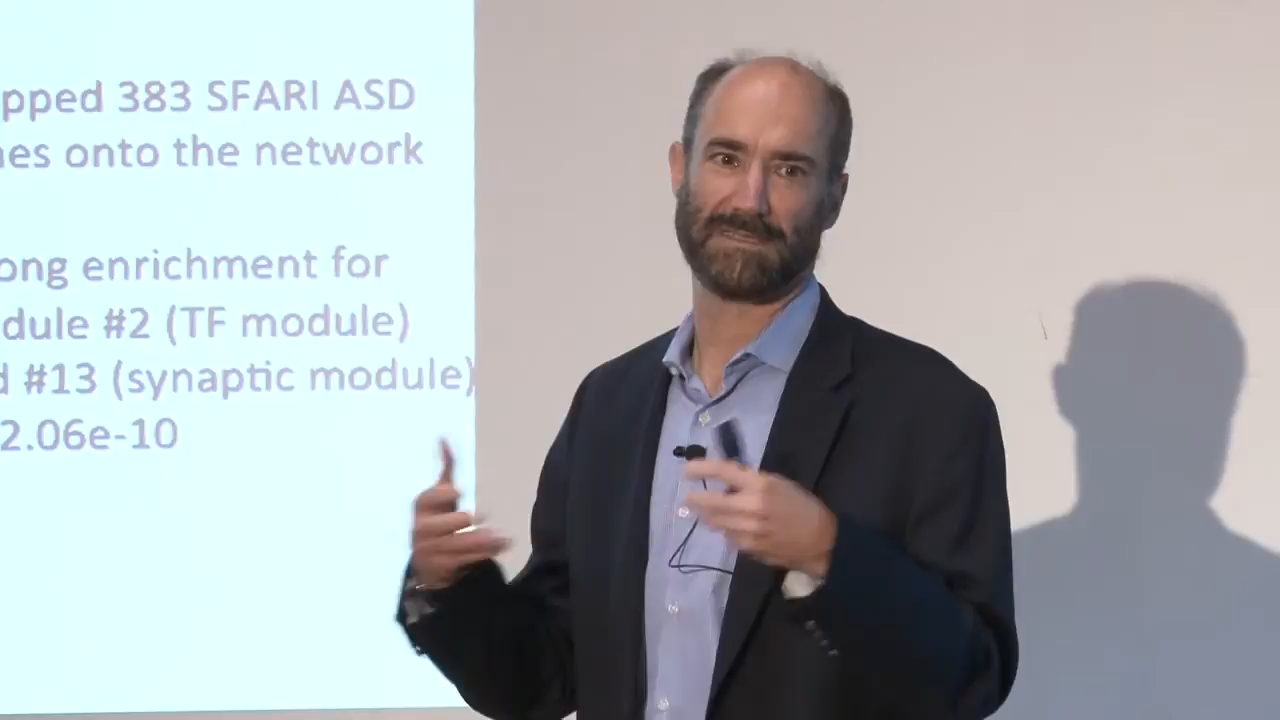 pped 383 SFARI ASD
nes onto the network
ong enrichment for
dule #2 (TF module)
d #13 (synaptic module)
2.06e-10